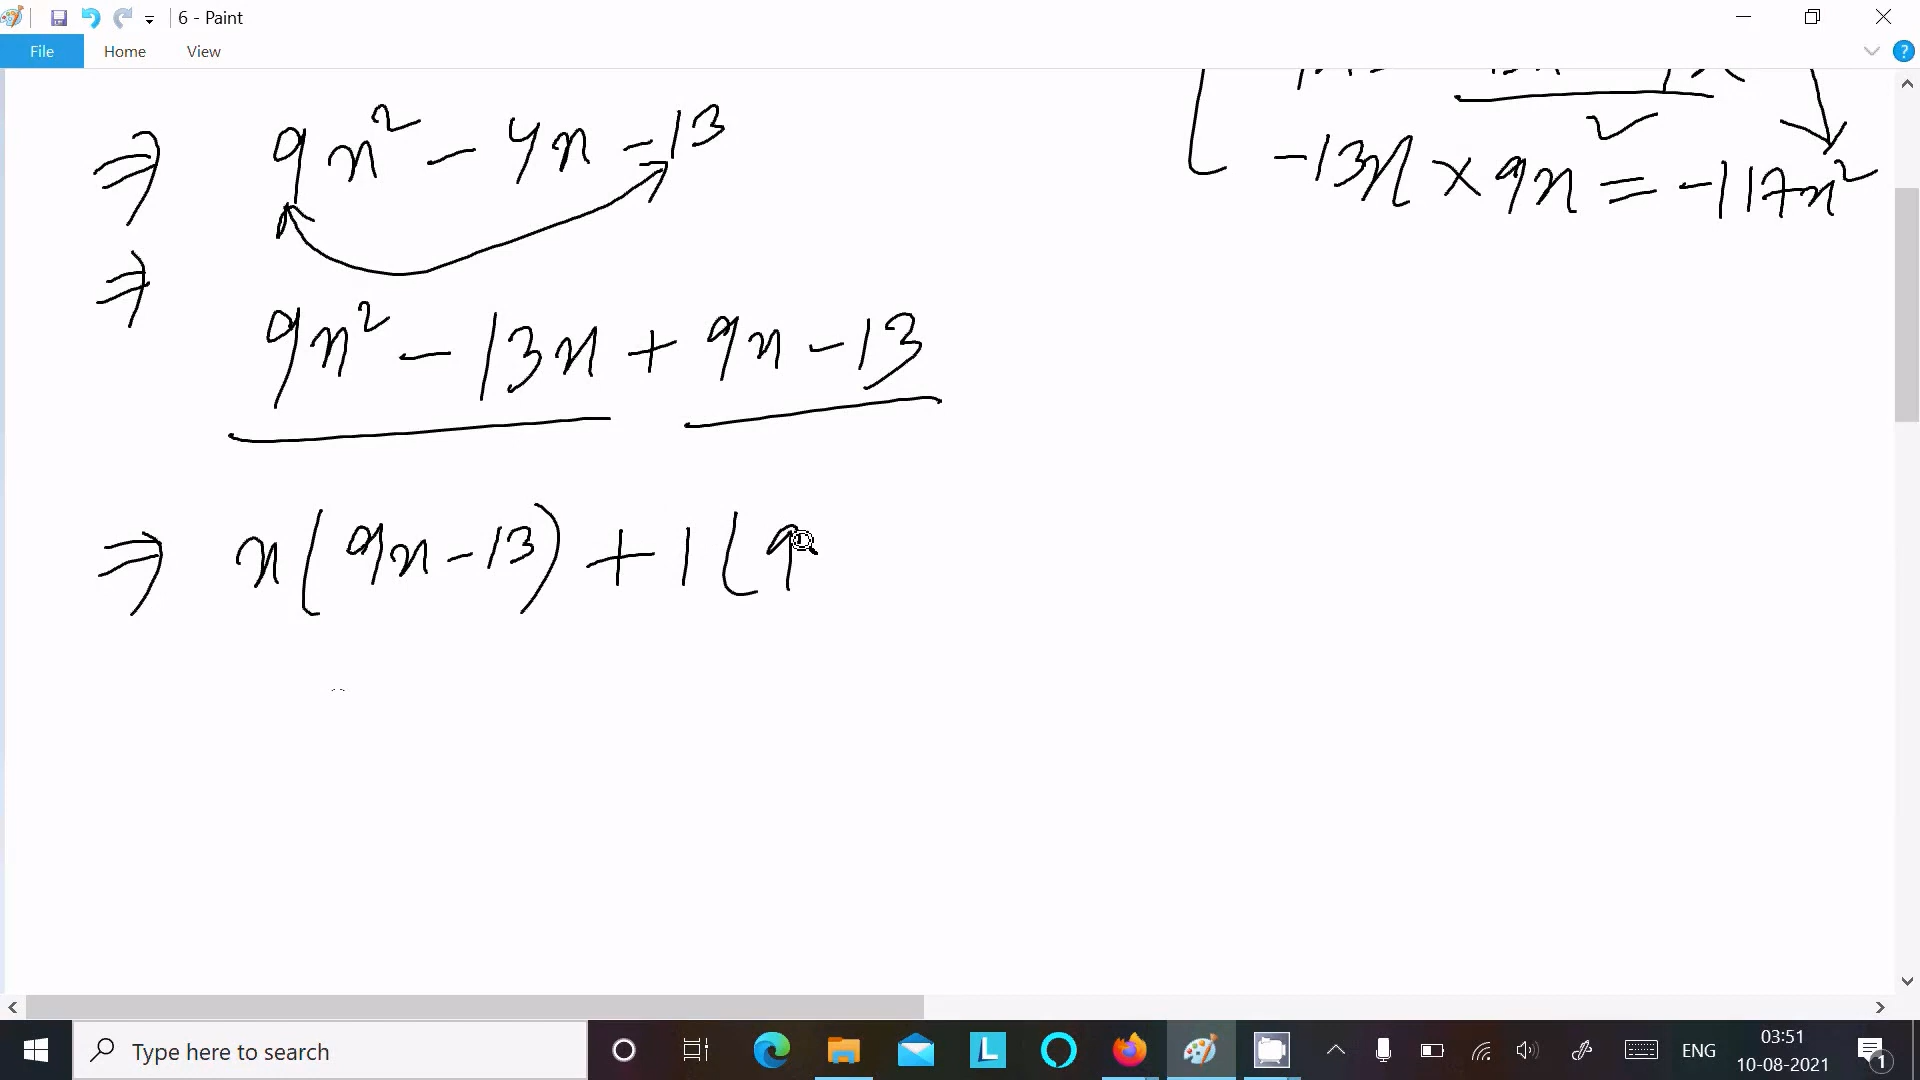 6 - Paint
File Home View
⇒ 9x² - 4x - 13
-13x × 9x = -117x²
⇒
9x² - 13x + 9x - 13
⇒ x(9x-13) + 1(9
Type here to search
ENG
03:51
10-08-2021
1